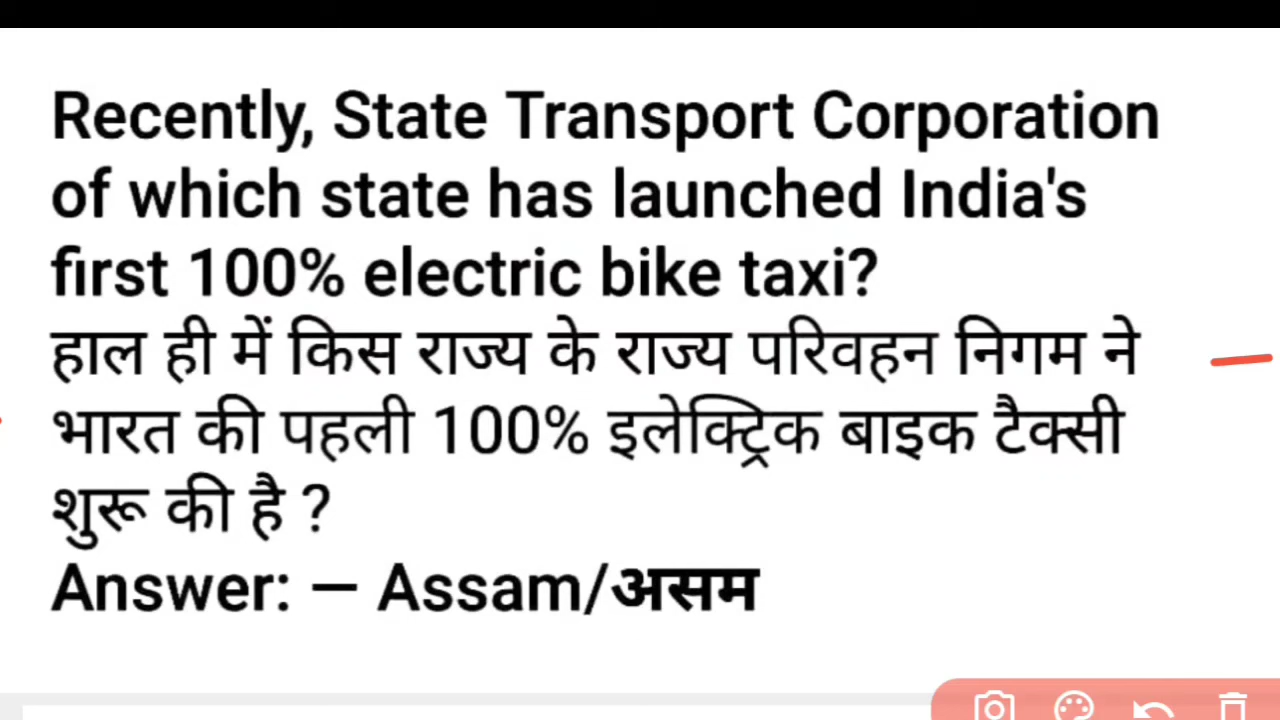 Recently, State Transport Corporation
of which state has launched India's
first 100% electric bike taxi?
हाल ही में किस राज्य के राज्य परिवहन निगम ने
भारत की पहली 100% इलेक्ट्रिक बाइक टैक्सी
शुरू की है ?
Answer: – Assam/असम